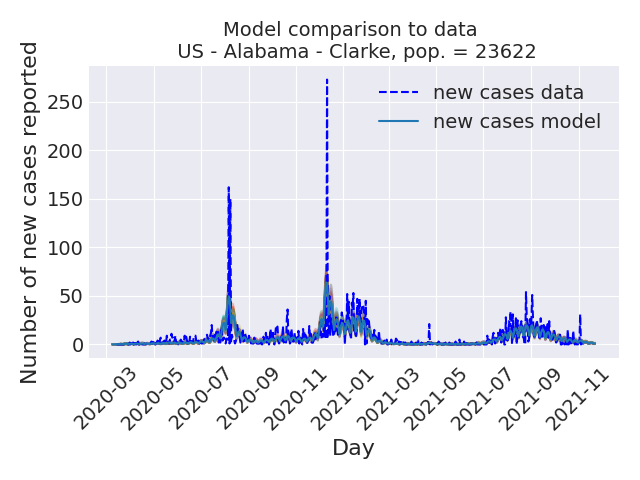 Model comparison to data
US - Alabama - Clarke, pop. = 23622
Number of new cases reported
250
200
150
100
50
0
new cases data
new cases model
2020-03
2020-05
2020-07
2020-09
2020-11
2021-01
2021-03
2021-05
2021-07
2021-09
2021-11
Day